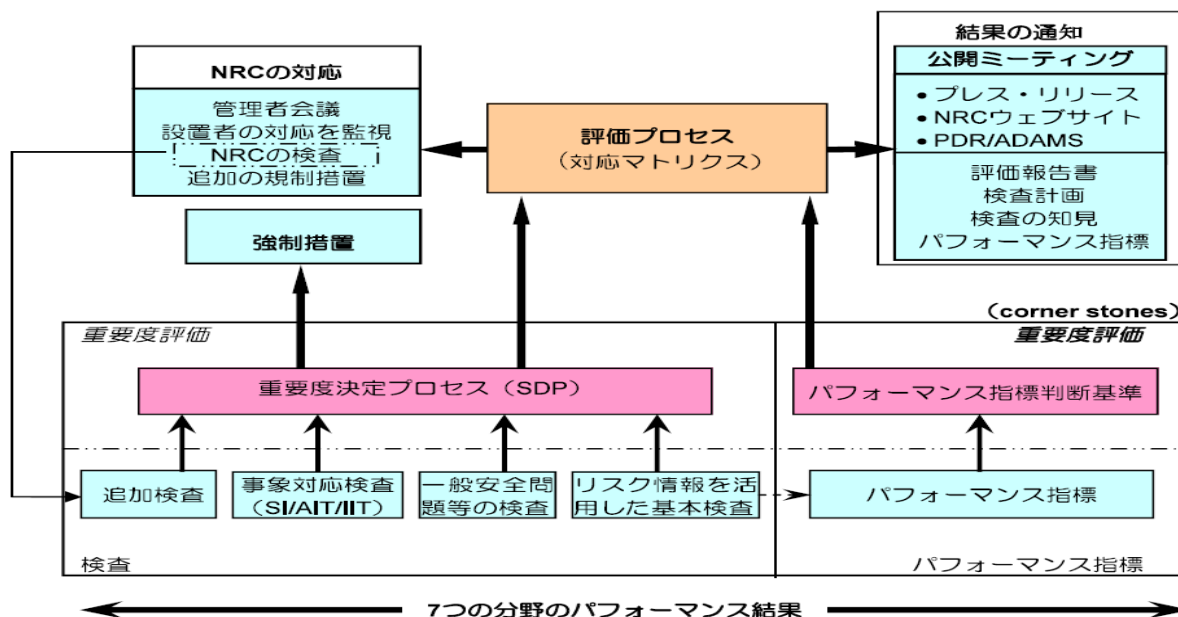 結果の通知
公開ミーティング
• プレス・リリース
• NRCウェブサイト
• PDR/ADAMS
評価報告書
検査計画
検査の知見
パフォーマンス指標
NRCの対応
管理者会議
設置者の対応を監視
NRCの検査
追加の規制措置
評価プロセス
（対応マトリクス）
強制措置
（corner stones）
重要度評価
重要度評価
重要度決定プロセス（SDP）
パフォーマンス指標判断基準
追加検査
事象対応検査
（SI/AIT/IIT）
一般安全問
題等の検査
リスク情報を活
用した基本検査
パフォーマンス指標
検査
パフォーマンス指標
7つの分野のパフォーマンス結果